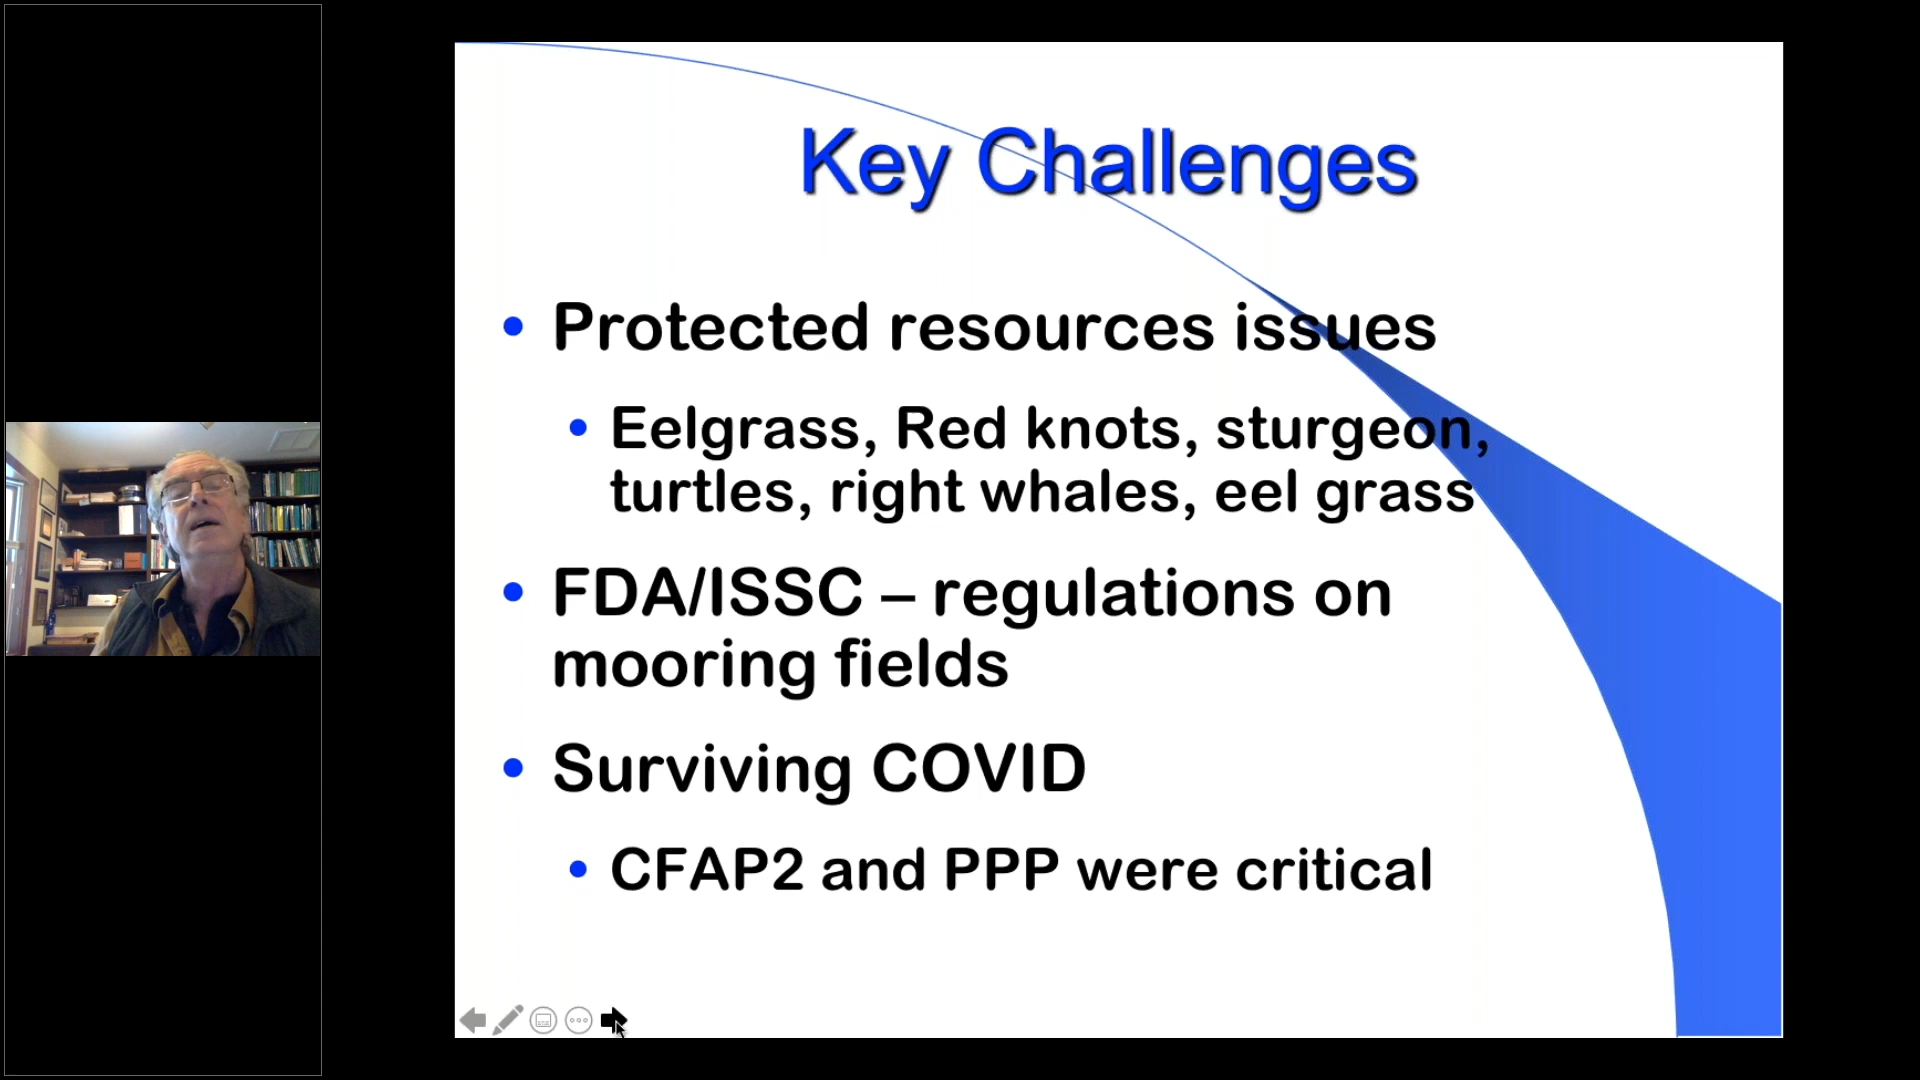 Key Challenges
• Protected resources issues
• Eelgrass, Red knots, sturgeon,
turtles, right whales, eel grass
• FDA/ISSC – regulations on
mooring fields
• Surviving COVID
• CFAP2 and PPP were critical